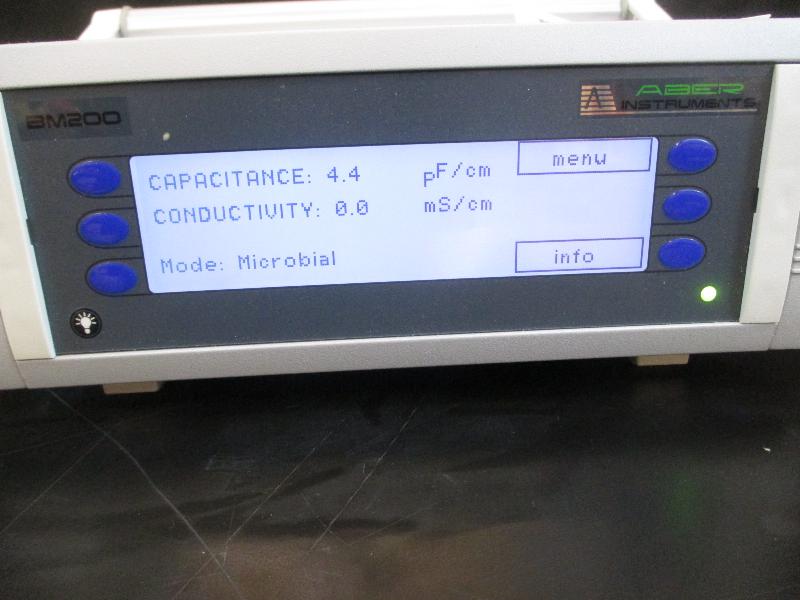 BM200
ABER
INSTRUMENTS
CAPACITANCE: 4.4 pF/cm
menu
CONDUCTIVITY: 0.0 mS/cm
Mode: Microbial
info